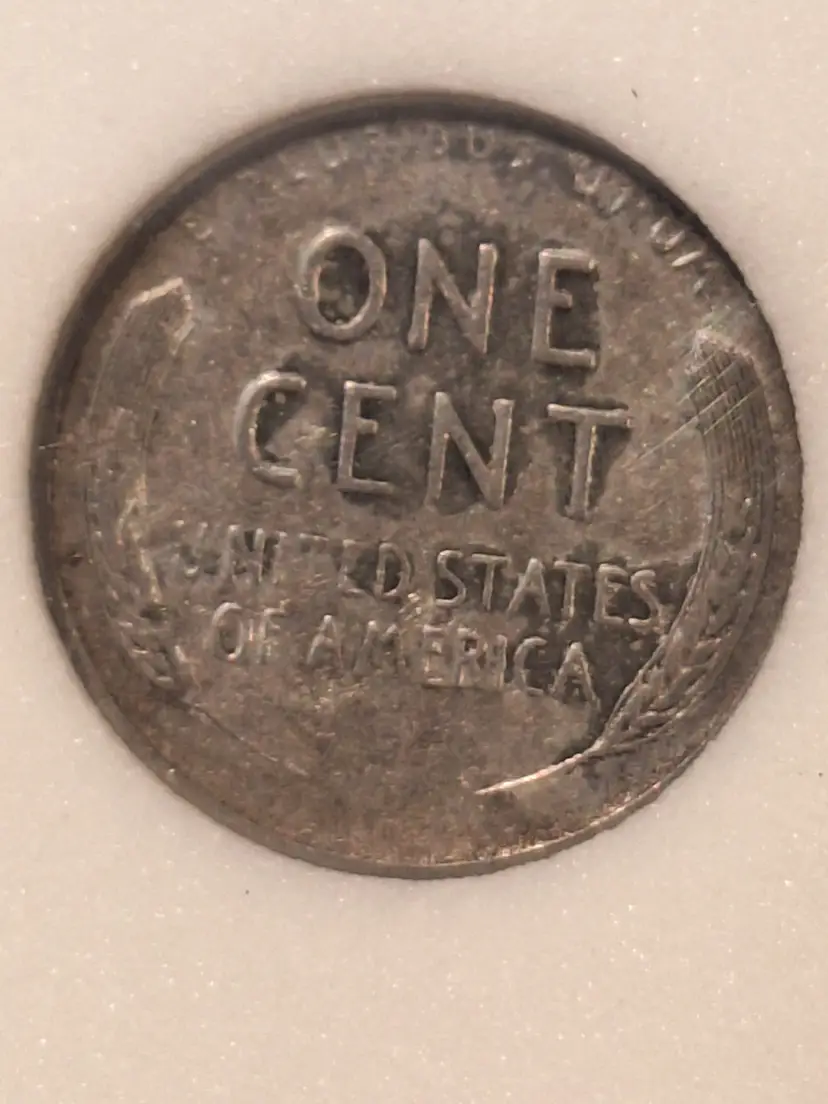 ONE
CENT
UNITED STATES
OF AMERICA